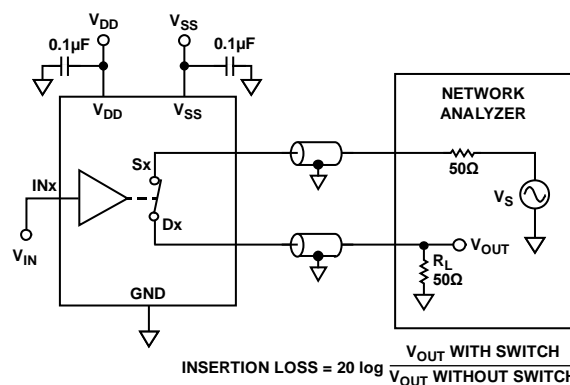 VDD
VSS
0.1µF
0.1µF
VDD
VSS
NETWORK
ANALYZER
Sx
INx
50Ω
VS
Dx
VOUT
VIN
RL
50Ω
GND
INSERTION LOSS = 20 log VOUT WITH SWITCH
VOUT WITHOUT SWITCH